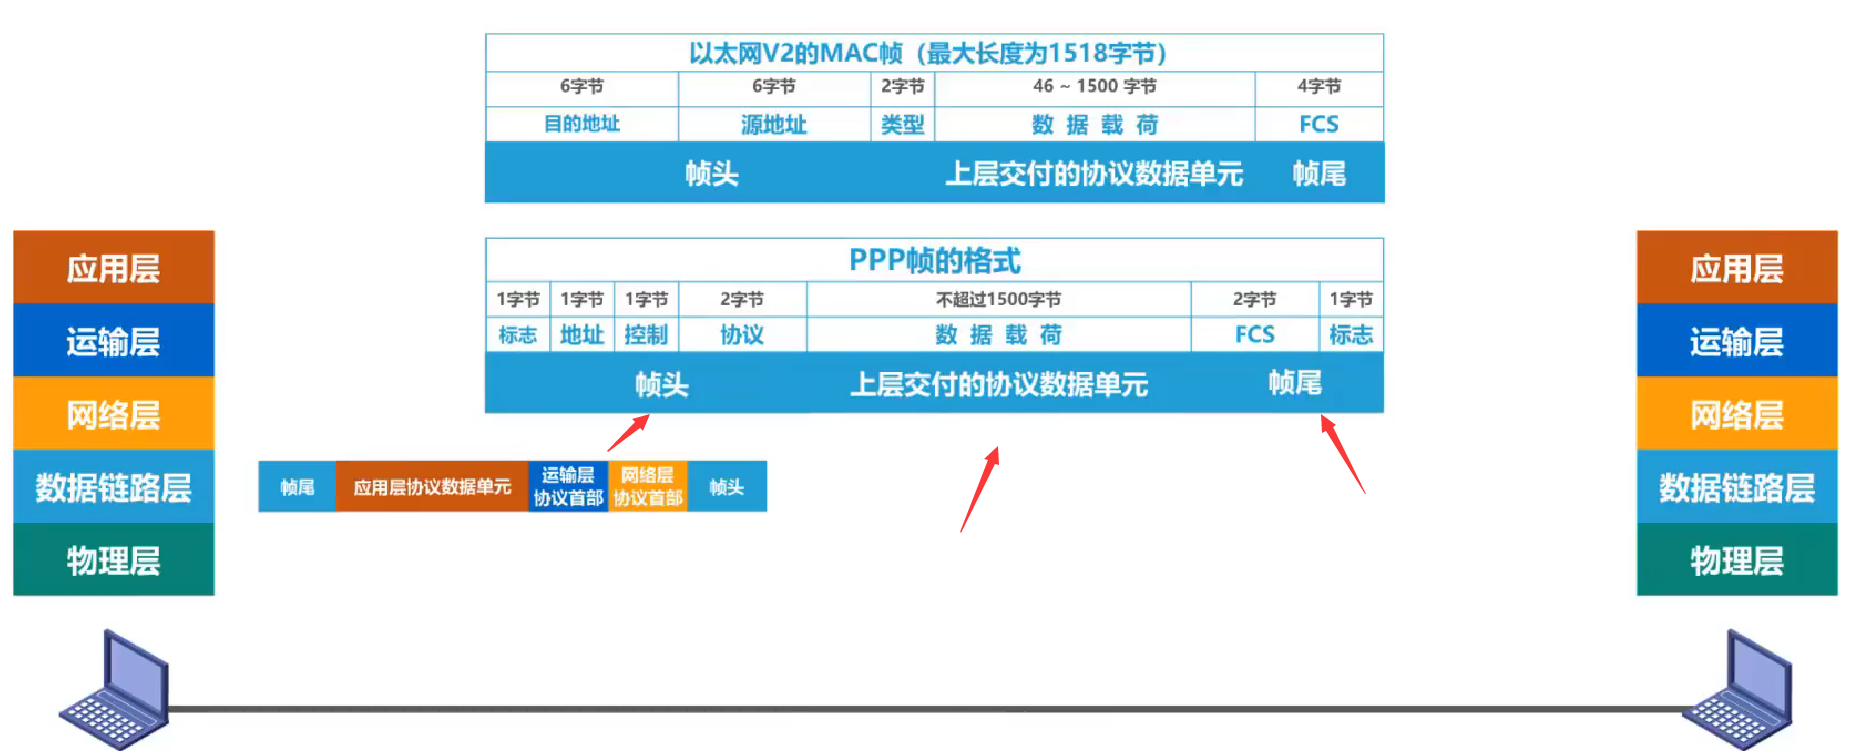 以太网V2的MAC帧（最大长度为1518字节）
6字节 6字节 2字节 46 ~ 1500 字节 4字节
目的地址 源地址 类型 数 据 载 荷 FCS
帧头 上层交付的协议数据单元 帧尾
PPP帧的格式
1字节 1字节 1字节 2字节 不超过1500字节 2字节 1字节
标志 地址 控制 协议 数 据 载 荷 FCS 标志
帧头 上层交付的协议数据单元 帧尾
应用层
运输层
网络层
数据链路层
物理层
帧尾 应用层协议数据单元 运输层 协议首部 网络层 协议首部 帧头
应用层
运输层
网络层
数据链路层
物理层